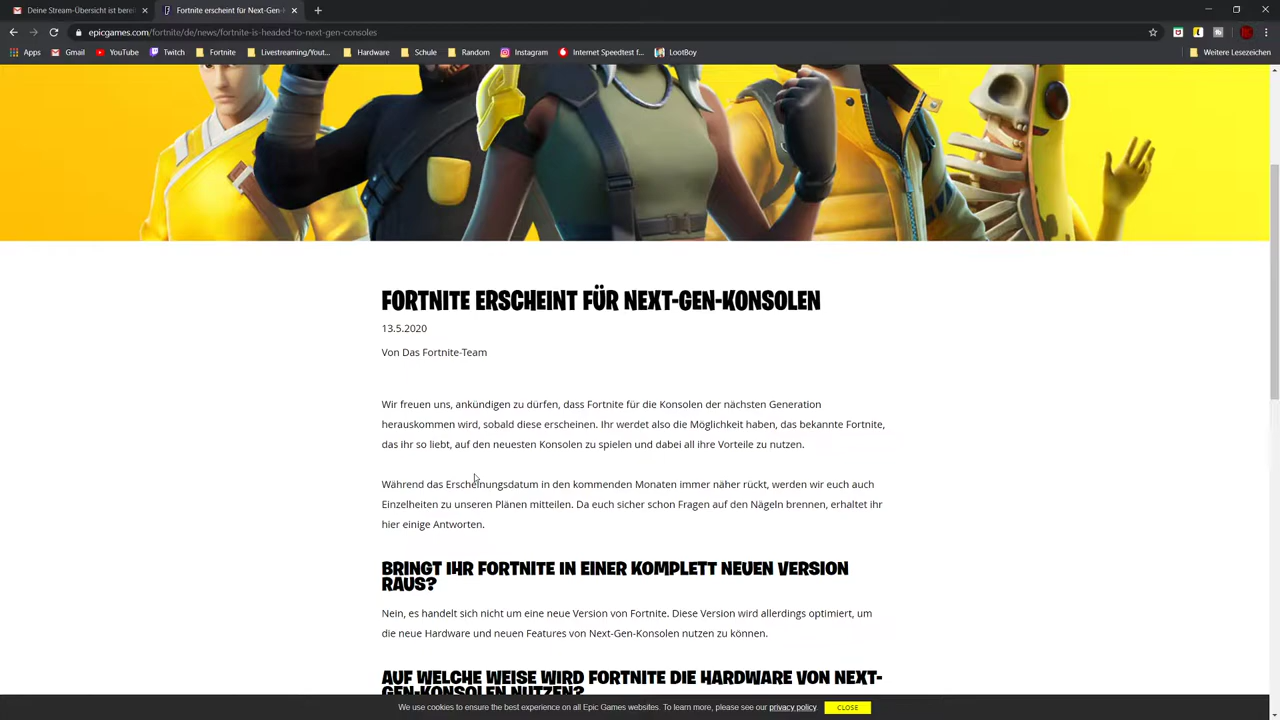 Deine Stream-Übersicht ist berei
Fortnite erscheint für Next-Gen-K
epicgames.com/fortnite/de/news/fortnite-is-headed-to-next-gen-consoles
Apps Gmail YouTube Twitch Fortnite Livestreaming/Yout... Hardware Schule Random Instagram Internet Speedtest f... LootBoy Weitere Lesezeichen
FORTNITE ERSCHEINT FÜR NEXT-GEN-KONSOLEN
13.5.2020
Von Das Fortnite-Team
Wir freuen uns, ankündigen zu dürfen, dass Fortnite für die Konsolen der nächsten Generation
herauskommen wird, sobald diese erscheinen. Ihr werdet also die Möglichkeit haben, das bekannte Fortnite,
das ihr so liebt, auf den neuesten Konsolen zu spielen und dabei all ihre Vorteile zu nutzen.
Während das Erscheinungsdatum in den kommenden Monaten immer näher rückt, werden wir euch auch
Einzelheiten zu unseren Plänen mitteilen. Da euch sicher schon Fragen auf den Nägeln brennen, erhaltet ihr
hier einige Antworten.
BRINGT IHR FORTNITE IN EINER KOMPLETT NEUEN VERSION
RAUS?
Nein, es handelt sich nicht um eine neue Version von Fortnite. Diese Version wird allerdings optimiert, um
die neue Hardware und neuen Features von Next-Gen-Konsolen nutzen zu können.
AUF WELCHE WEISE WIRD FORTNITE DIE HARDWARE VON NEXT-
GEN-KONSOLEN NUTZEN?
We use cookies to ensure the best experience on all Epic Games websites. To learn more, please see our privacy policy. CLOSE